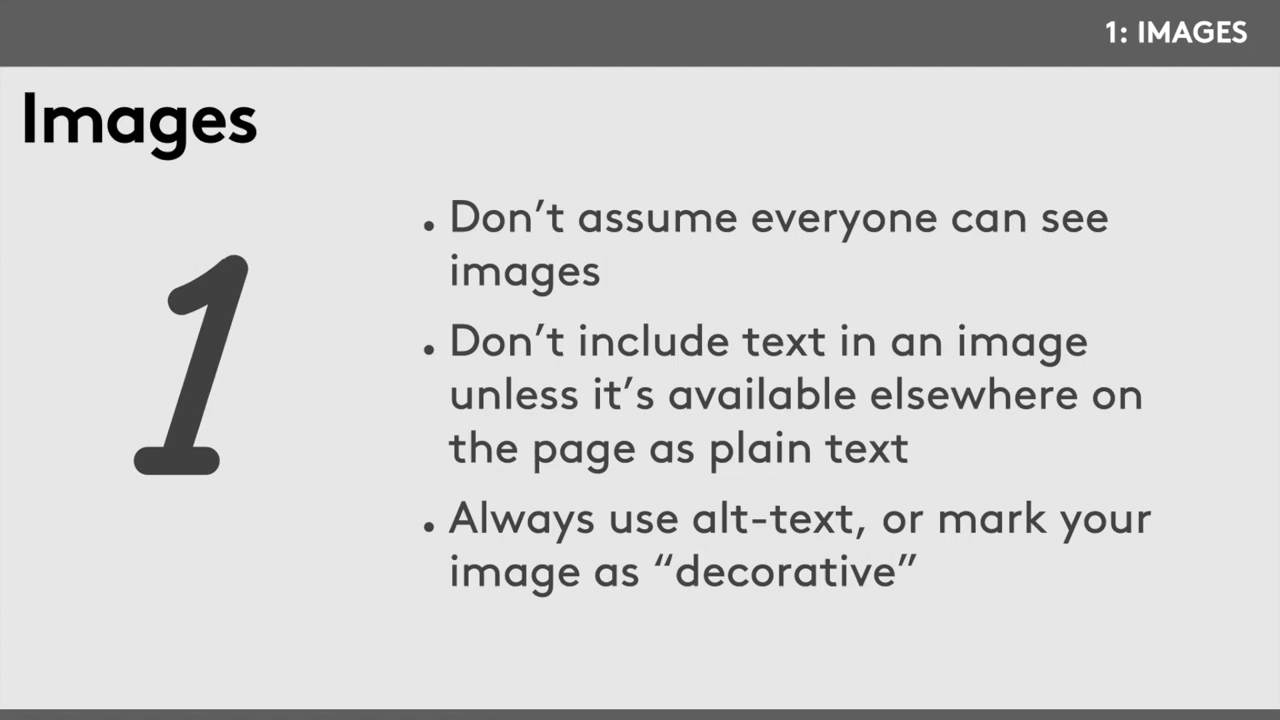 1: IMAGES
Images
1
• Don’t assume everyone can see
images
• Don’t include text in an image
unless it’s available elsewhere on
the page as plain text
• Always use alt-text, or mark your
image as “decorative”